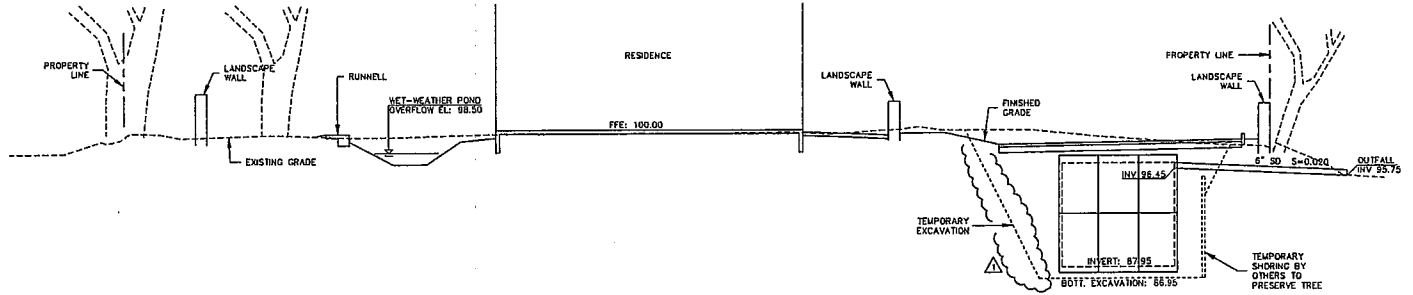 RESIDENCE
PROPERTY
LINE
LANDSCAPE
WALL
RUNNELL
WET-WEATHER POND
OVERFLOW EL: 98.50
EXISTING GRADE
FFE: 100.00
LANDSCAPE
WALL
FINISHED
GRADE
PROPERTY LINE
LANDSCAPE
WALL
6" SD S=0.020
OUTFALL
INV 95.75
INV 96.45
TEMPORARY
EXCAVATION
1
INVERT: 87.95
BOTT. EXCAVATION: 86.95
TEMPORARY
SHORING BY
OTHERS TO
PRESERVE TREE